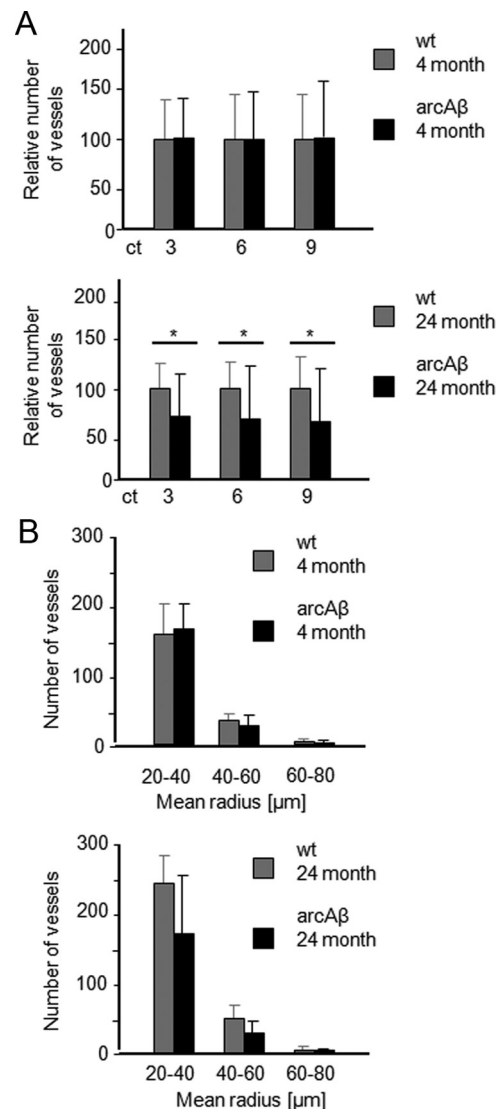 A
Relative number
of vessels
200
150
100
50
0
ct 3 6 9
wt
4 month
arcAβ
4 month
Relative number
of vessels
200
150
100
50
0
* * *
ct 3 6 9
wt
24 month
arcAβ
24 month
B
Number of vessels
300
200
100
0
20-40 40-60 60-80
Mean radius [µm]
wt
4 month
arcAβ
4 month
Number of vessels
300
200
100
0
20-40 40-60 60-80
Mean radius [µm]
wt
24 month
arcAβ
24 month